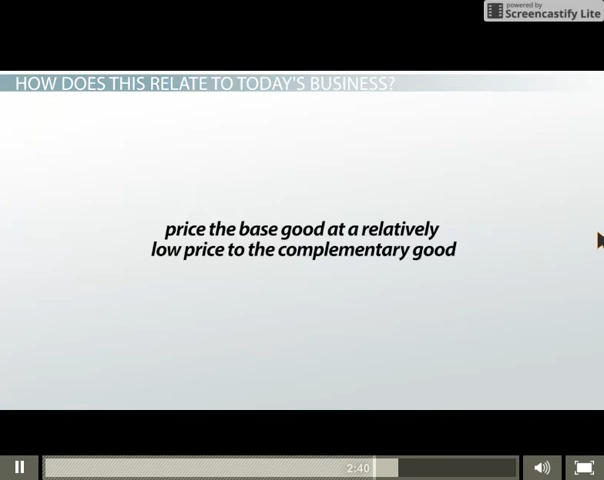 powered by
Screencastify Lite
HOW DOES THIS RELATE TO TODAY'S BUSINESS?
price the base good at a relatively
low price to the complementary good
2:40